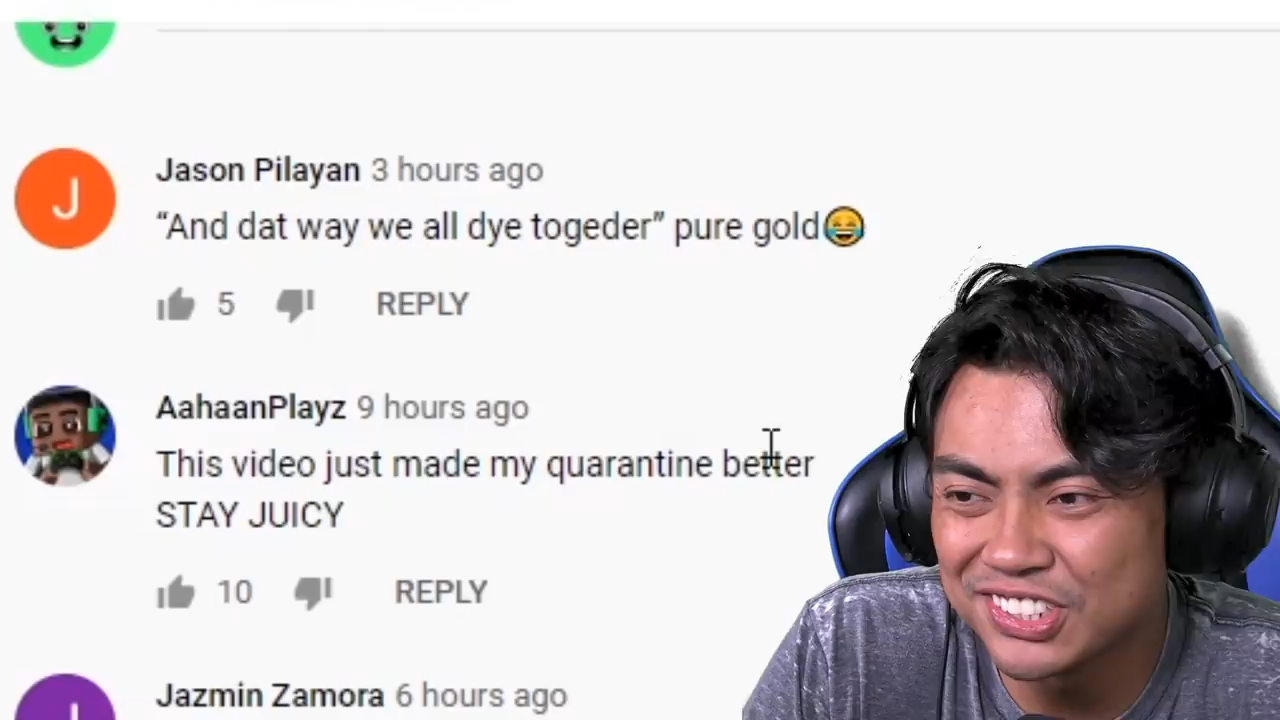 Jason Pilayan 3 hours ago
“And dat way we all dye togeder” pure gold😂
5 REPLY
AahaanPlayz 9 hours ago
This video just made my quarantine better
STAY JUICY
10 REPLY
Jazmin Zamora 6 hours ago
J
J